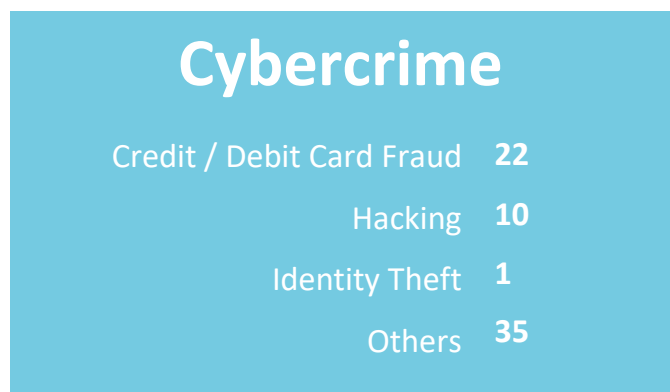 Cybercrime
Credit / Debit Card Fraud 22
Hacking 10
Identity Theft 1
Others 35